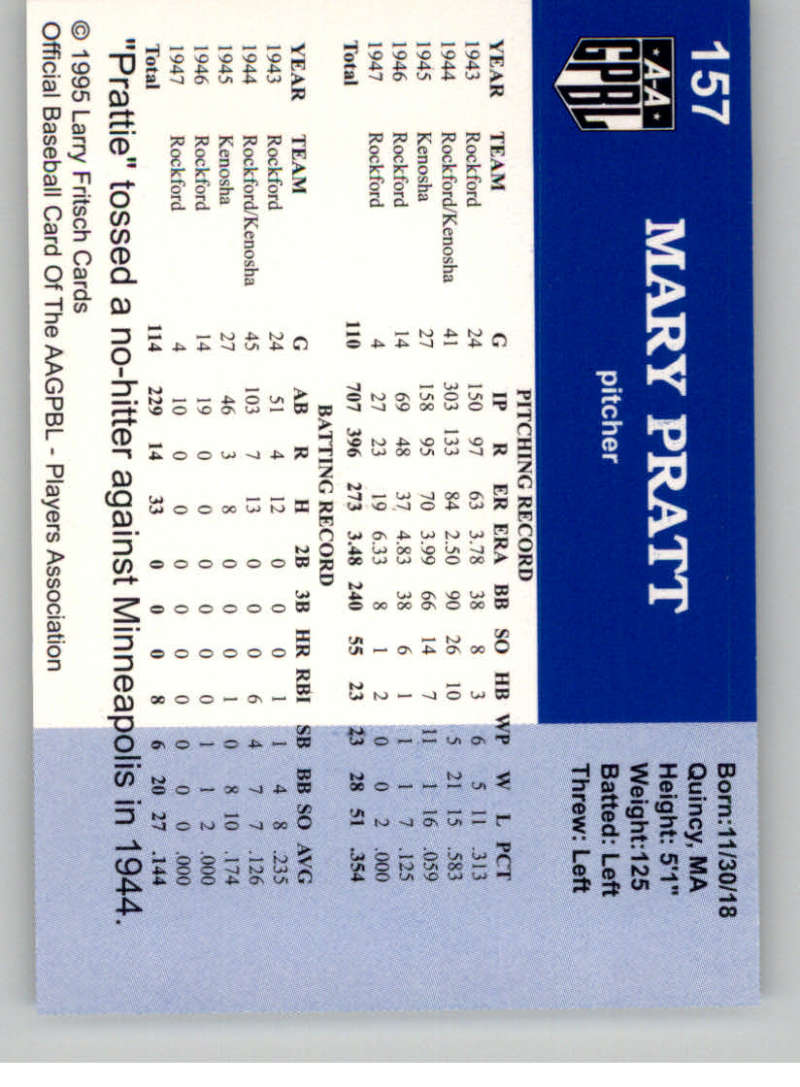 157
A-A
GPBL
MARY PRATT
pitcher
Born:11/30/18
Quincy, MA
Height: 5'1"
Weight:125
Batted: Left
Threw: Left
PITCHING RECORD
YEAR TEAM G IP R ER ERA BB SO HB WP W L PCT
1943 Rockford 24 150 97 63 3.78 38 8 3 6 5 11 .313
1944 Rockford/Kenosha 41 303 133 84 2.50 90 26 10 5 21 15 .583
1945 Kenosha 27 158 95 70 3.99 66 14 7 11 1 16 .059
1946 Rockford 14 69 48 37 4.83 38 6 1 1 1 7 .125
1947 Rockford 4 27 23 19 6.33 8 1 2 0 0 2 .000
Total 110 707 396 273 3.48 240 55 23 23 28 51 .354
BATTING RECORD
YEAR TEAM G AB R H 2B 3B HR RBI SB BB SO AVG
1943 Rockford 24 51 4 12 0 0 0 1 1 4 8 .235
1944 Rockford/Kenosha 45 103 7 13 0 0 0 6 4 7 7 .126
1945 Kenosha 27 46 3 8 0 0 0 1 0 8 10 .174
1946 Rockford 14 19 0 0 0 0 0 0 1 1 2 .000
1947 Rockford 4 10 0 0 0 0 0 0 0 0 0 .000
Total 114 229 14 33 0 0 0 8 6 20 27 .144
"Prattie" tossed a no-hitter against Minneapolis in 1944.
© 1995 Larry Fritsch Cards
Official Baseball Card Of The AAGPBL - Players Association